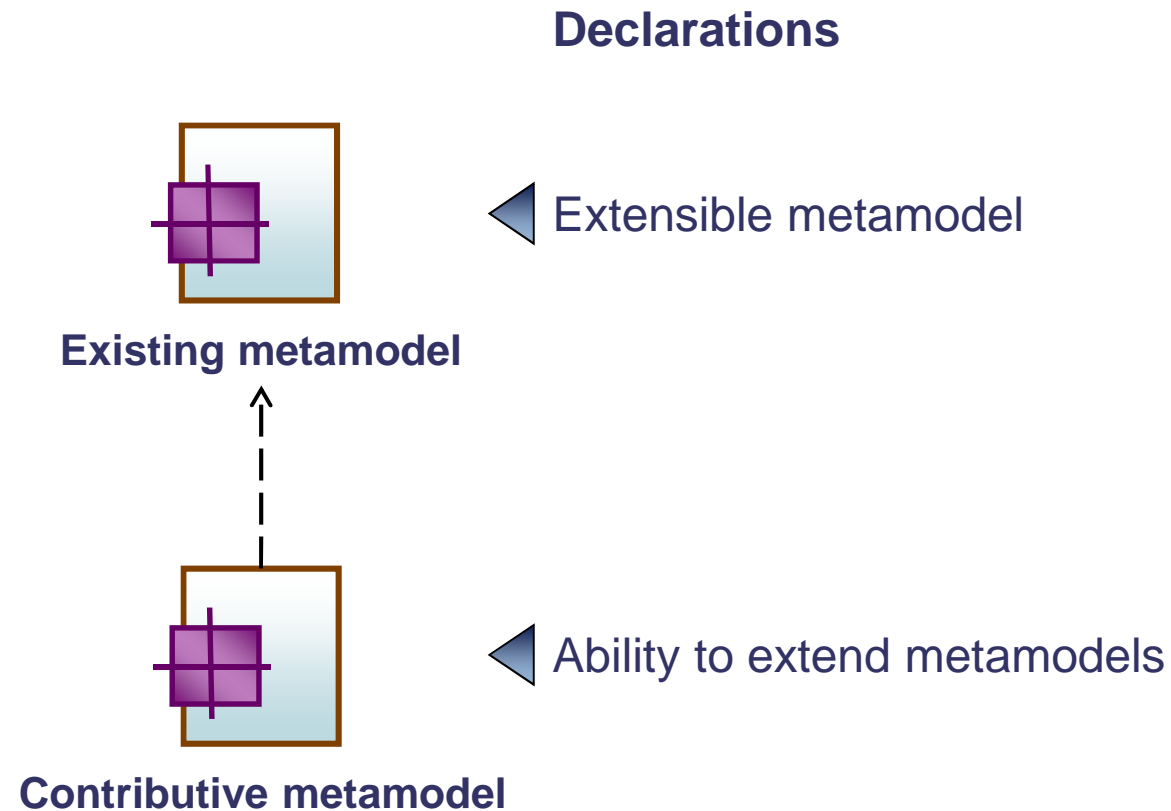 Declarations
Extensible metamodel
Existing metamodel
Ability to extend metamodels
Contributive metamodel